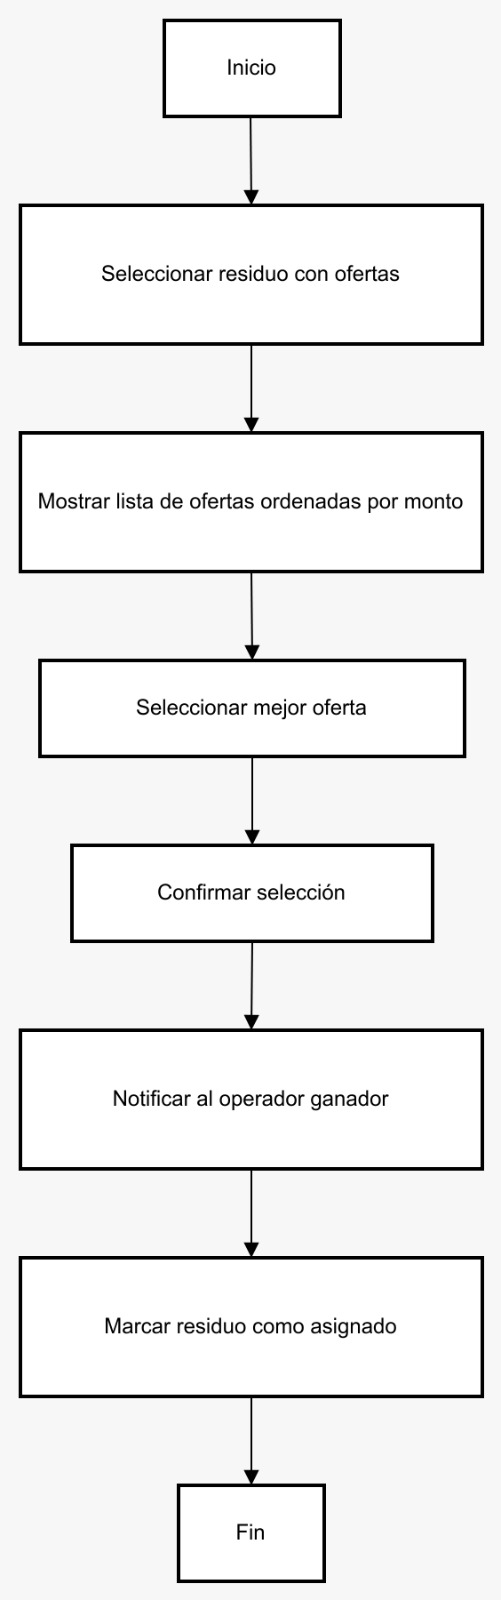 Inicio
Seleccionar residuo con ofertas
Mostrar lista de ofertas ordenadas por monto
Seleccionar mejor oferta
Confirmar selección
Notificar al operador ganador
Marcar residuo como asignado
Fin